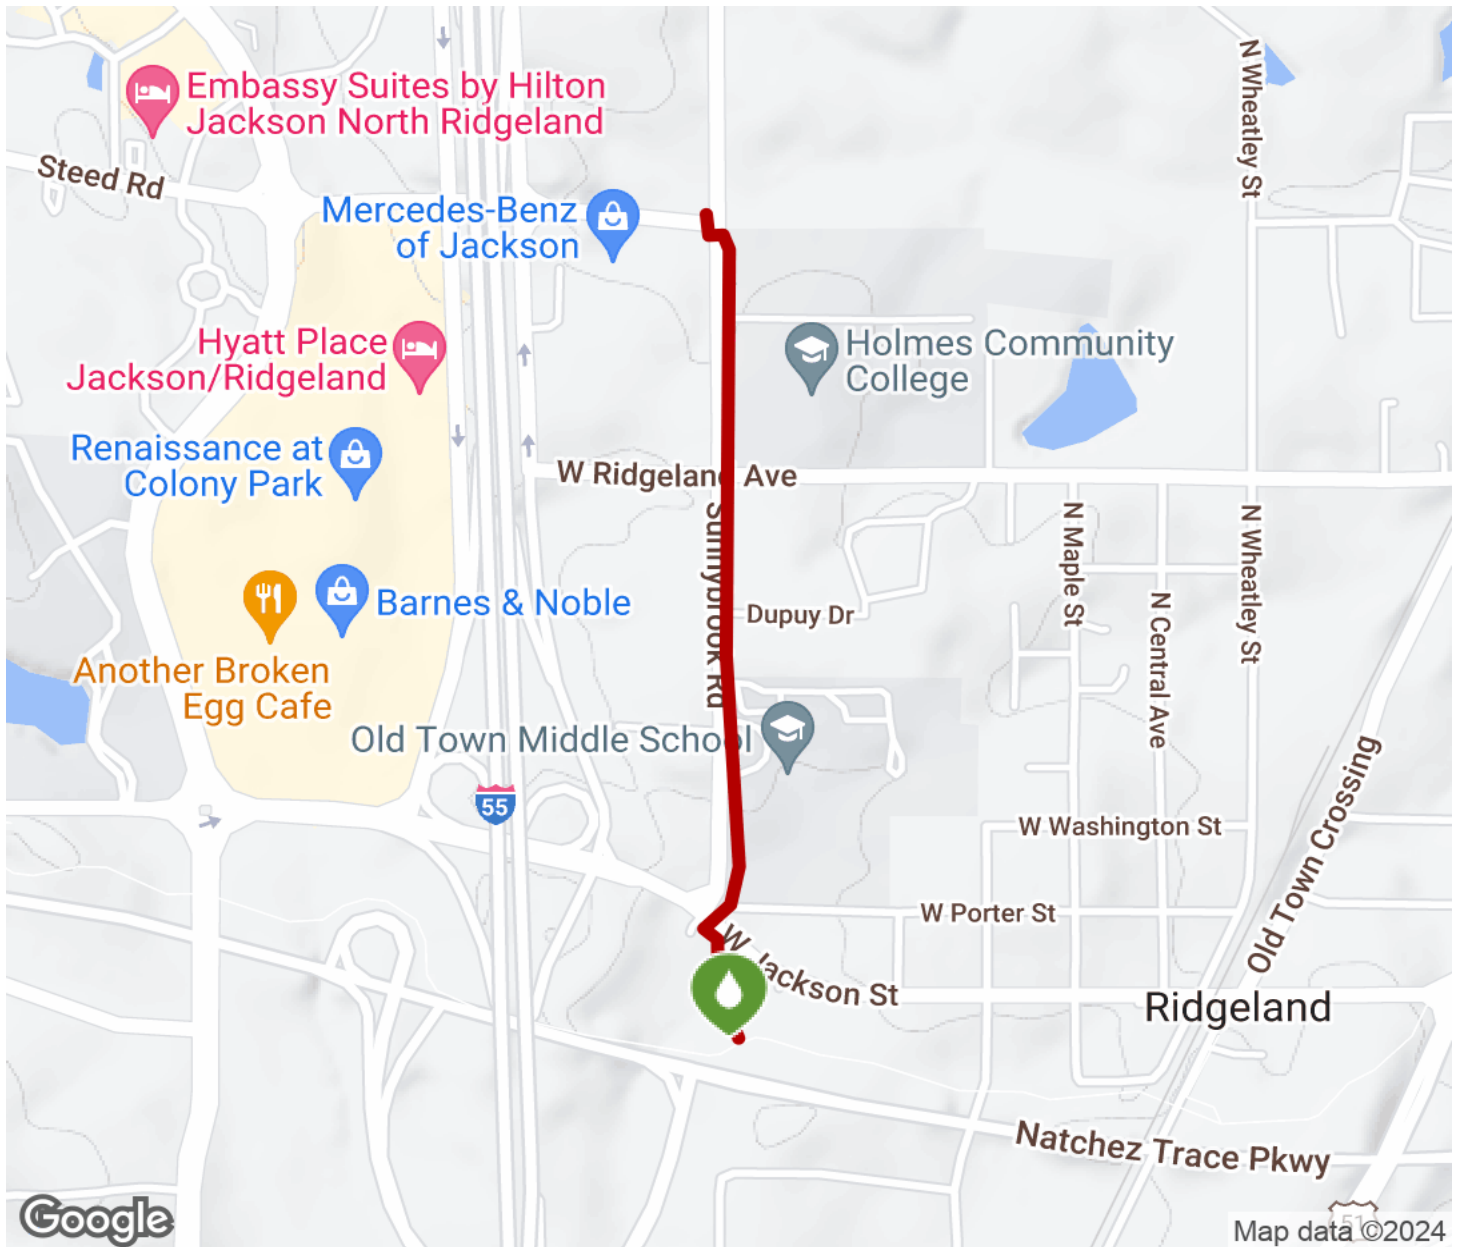 N Wheatley St
Embassy Suites by Hilton
Jackson North Ridgeland
Steed Rd
Mercedes-Benz
of Jackson
Hyatt Place
Jackson/Ridgeland
Holmes Community
College
Renaissance at
Colony Park
W Ridgeland Ave
Sunnybrook Rd
N Maple St
N Wheatley St
Barnes & Noble
Dupuy Dr
N Central Ave
Another Broken
Egg Cafe
Old Town Middle School
55
W Washington St
Old Town Crossing
W Porter St
W Jackson St
Ridgeland
Natchez Trace Pkwy
51
Google
Map data ©2024